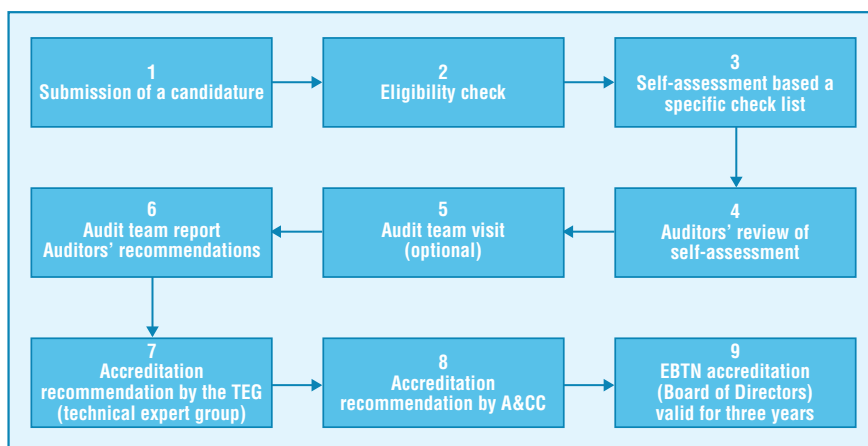 1
Submission of a candidature
2
Eligibility check
3
Self-assessment based a
specific check list
4
Auditors’ review of
self-assessment
5
Audit team visit
(optional)
6
Audit team report
Auditors’ recommendations
7
Accreditation
recommendation by the TEG
(technical expert group)
8
Accreditation
recommendation by A&CC
9
EBTN accreditation
(Board of Directors)
valid for three years